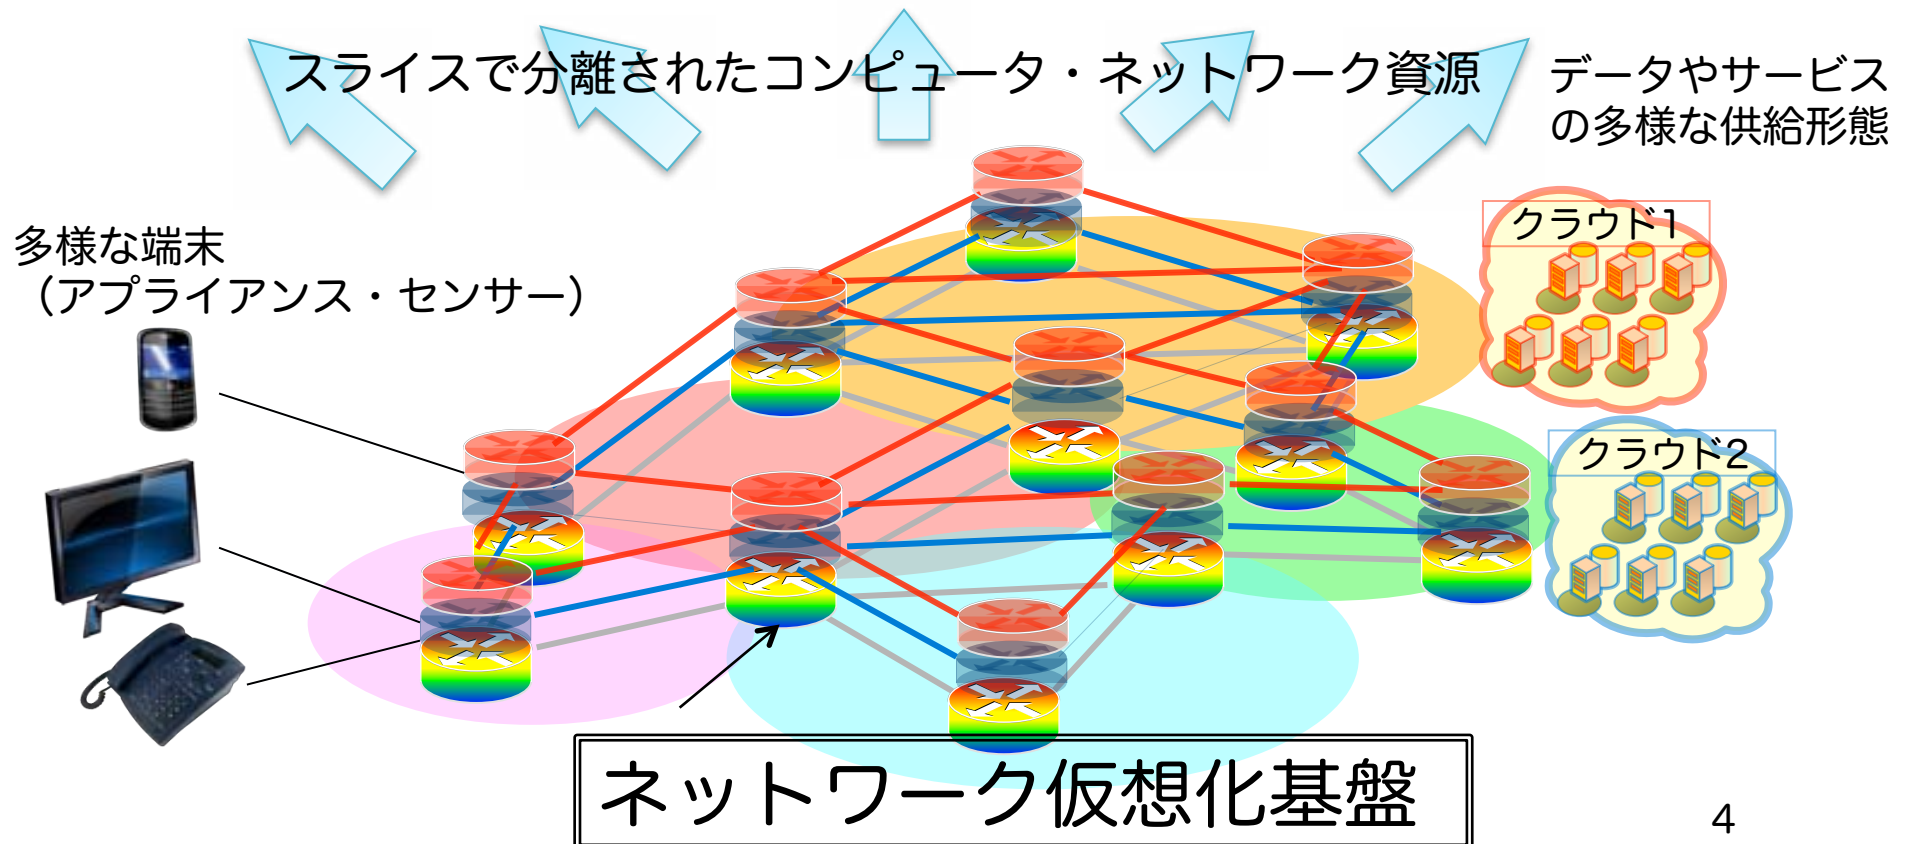 スライスで分離されたコンピュータ・ネットワーク資源
データやサービス
の多様な供給形態
多様な端末
（アプライアンス・センサー）
クラウド1
クラウド2
ネットワーク仮想化基盤
4